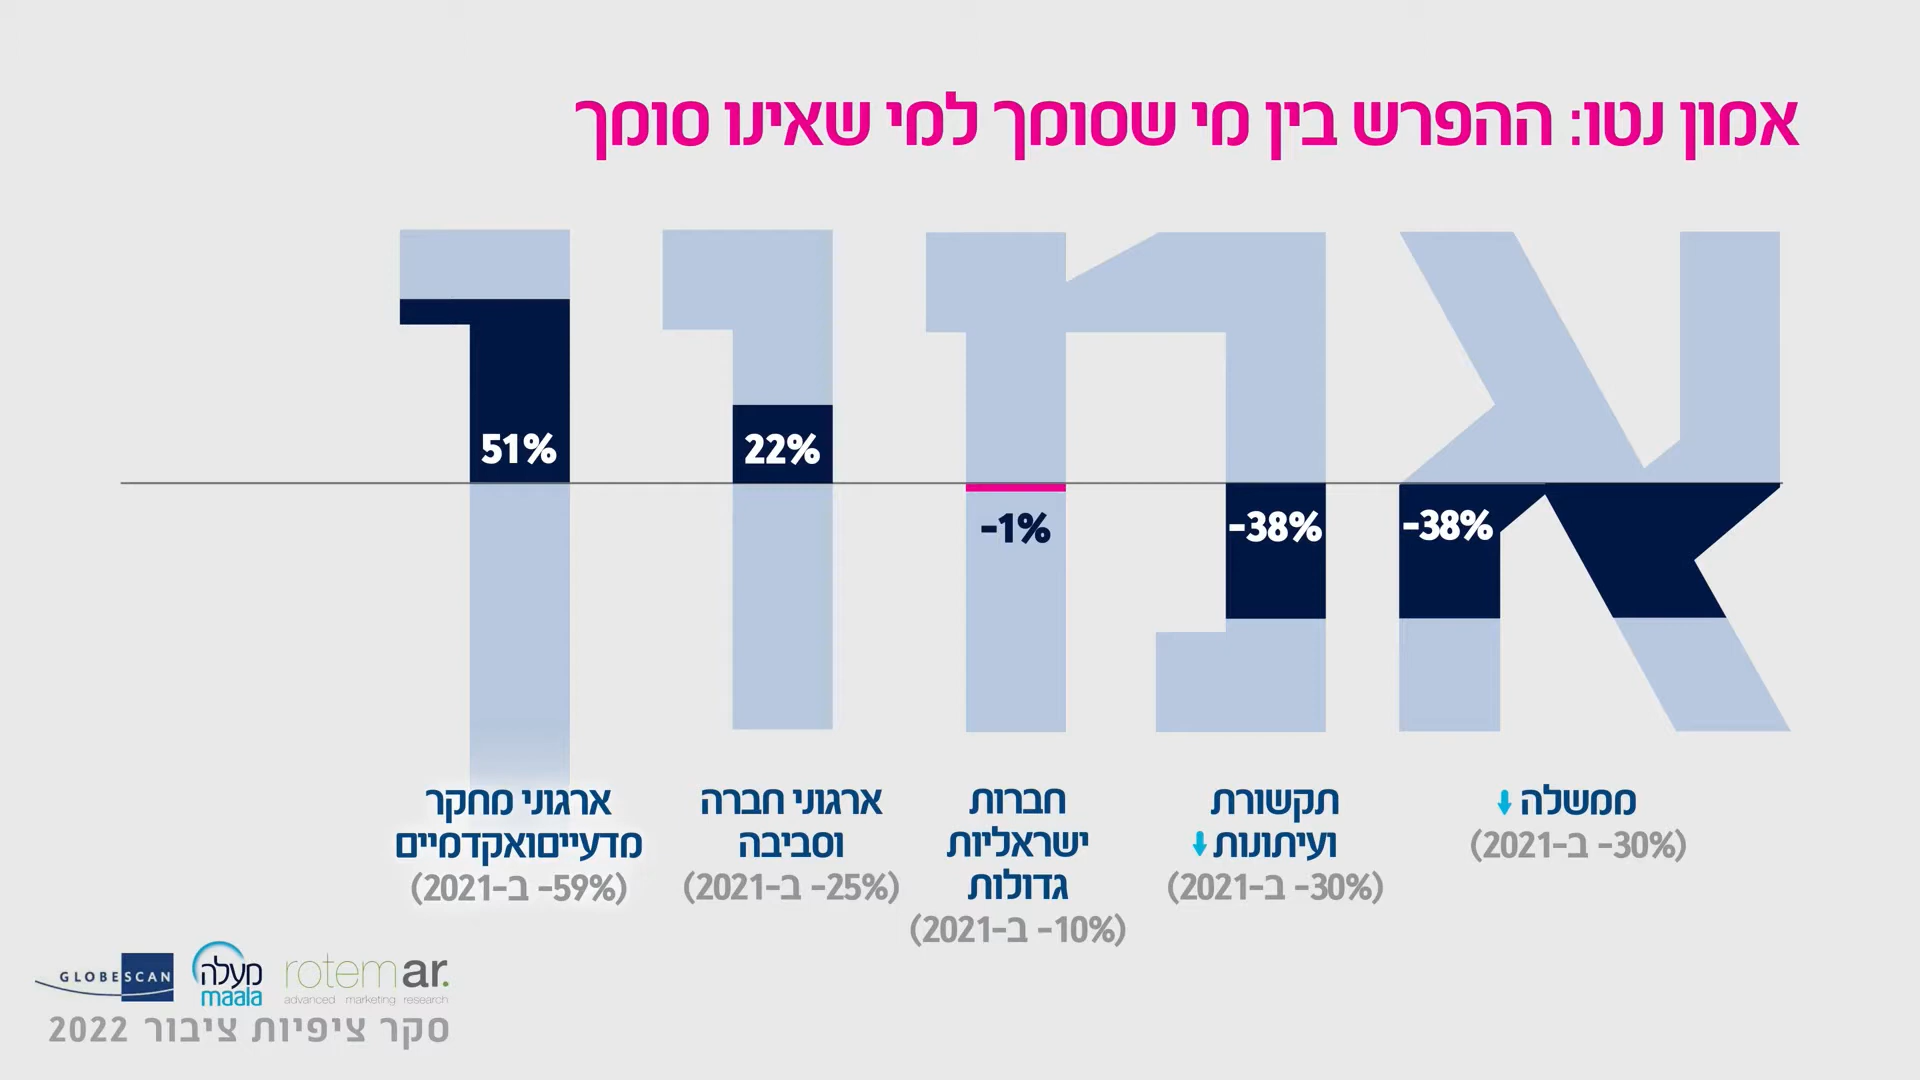 אמון נטו: ההפרש בין מי שסומך למי שאינו סומך
אמון
-38%
-38%
-1%
22%
51%
ממשלה
(-30% ב-2021)
תקשורת
ועיתונות
(-30% ב-2021)
חברות
ישראליות
גדולות
(-10% ב-2021)
ארגוני חברה
וסביבה
(-25% ב-2021)
ארגוני מחקר
מדעייםואקדמיים
(-59% ב-2021)
GLOBESCAN
מעלה
maala
rotemar.
advanced marketing research
סקר ציפיות ציבור 2022